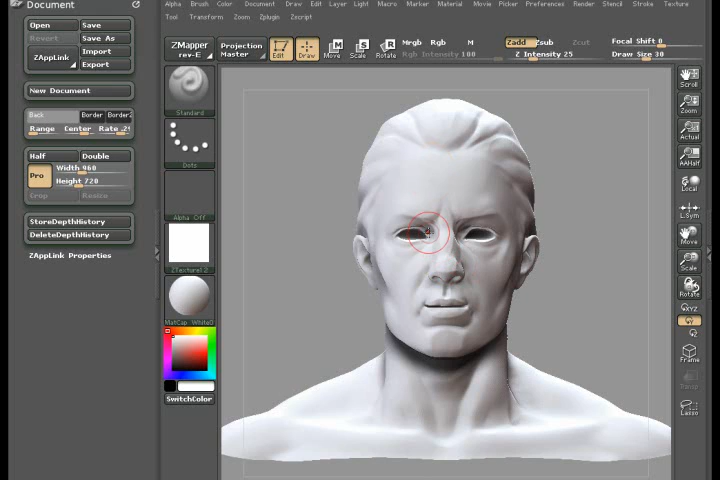 Document
Alpha Brush Color Document Draw Edit Layer Light Macro Marker Material Movie Picker Preferences Render Stencil Stroke Texture
Tool Transform Zoom Zplugin Zscript
Open Save
Revert Save As
ZAppLink Import
Export
New Document
Back Border Border2
Range Center Rate .2
Half Double
Pro Width 960
Height 720
Crop Resize
StoreDepthHistory
DeleteDepthHistory
ZAppLink Properties
ZMapper
rev-E
Projection
Master
Edit Draw Move Scale Rotate
Mrgb Rgb M
Rgb Intensity 100
Zadd Zsub Zcut
Z Intensity 25
Focal Shift 0
Draw Size 30
Standard
Dots
Alpha Off
ZTexture12
MatCap White0
SwitchColor
Scroll
Zoom
Actual
AAHalf
Local
L.Sym
Move
Scale
Rotate
XYZ
Y
Z
Frame
Lasso